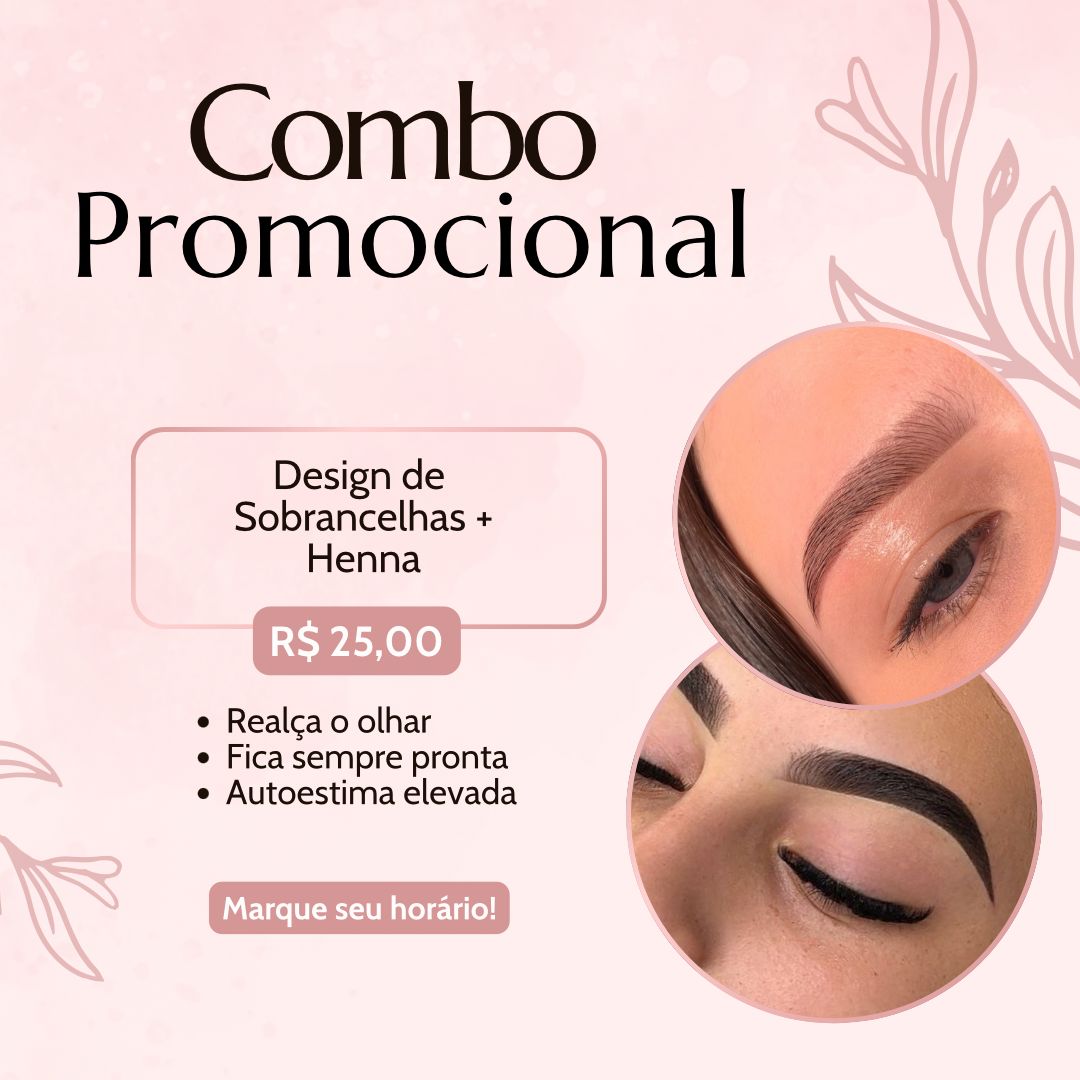 Combo
Promocional
Design de
Sobrancelhas +
Henna
R$ 25,00
• Realça o olhar
• Fica sempre pronta
• Autoestima elevada
Marque seu horário!